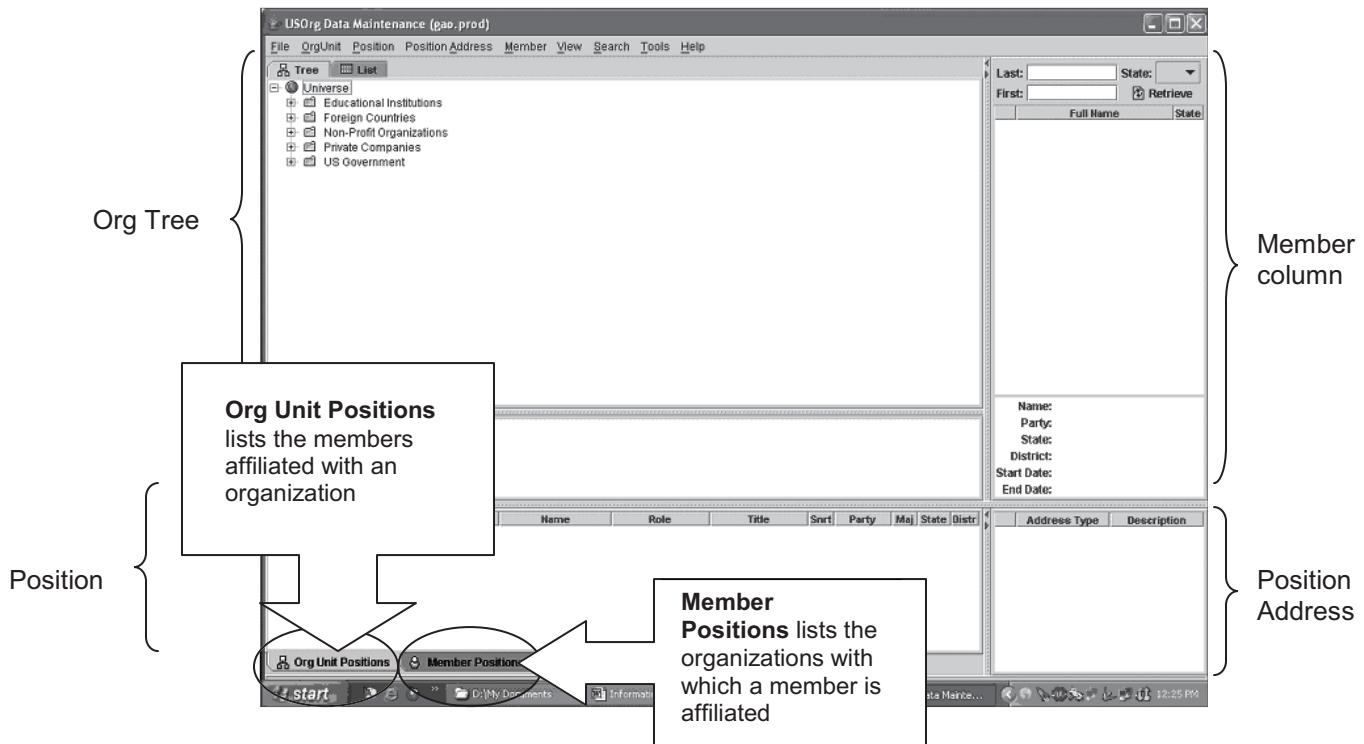 USOrg Data Maintenance (gao.prod)
File OrgUnit Position Position Address Member View Search Tools Help
Tree List
Universe
Educational Institutions
Foreign Countries
Non-Profit Organizations
Private Companies
US Government
Last: State:
First: Retrieve
Full Name State
Org Tree
Member
column
Org Unit Positions
lists the members
affiliated with an
organization
Name:
Party:
State:
District:
Start Date:
End Date:
Name Role Title Snrt Party Maj State Distr
Address Type Description
Position
Position
Address
Member
Positions lists the
organizations with
which a member is
affiliated
Org Unit Positions Member Positions
start D:\My Documents Informati ata Mainte... 12:25 PM